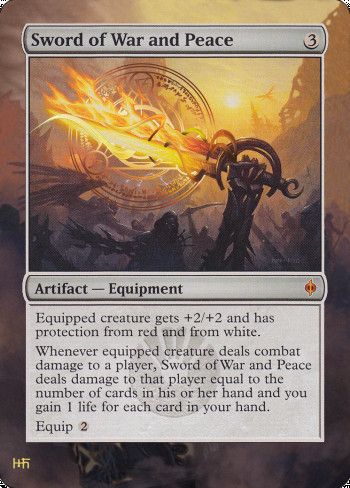 Sword of War and Peace 3
Artifact — Equipment
Equipped creature gets +2/+2 and has
protection from red and from white.
Whenever equipped creature deals combat
damage to a player, Sword of War and Peace
deals damage to that player equal to the
number of cards in his or her hand and you
gain 1 life for each card in your hand.
Equip 2